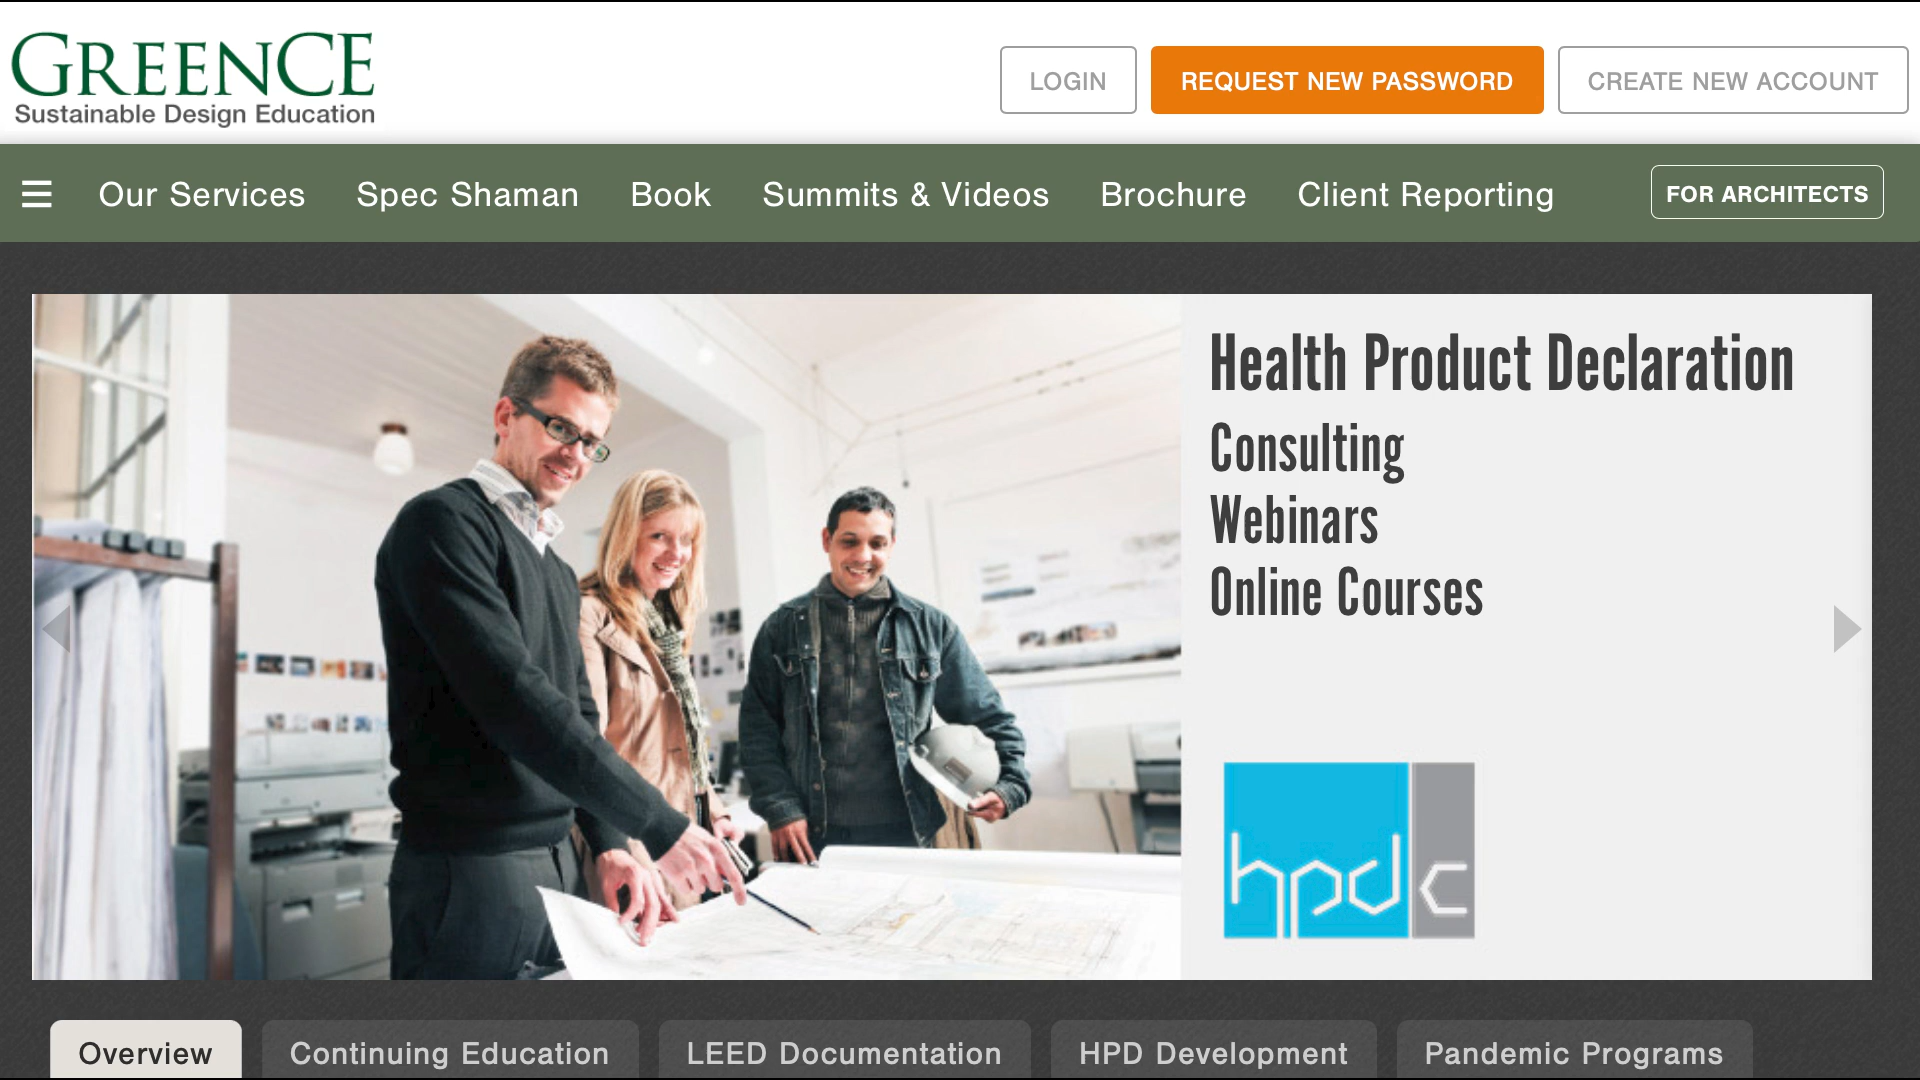 GREENCE
Sustainable Design Education
LOGIN
REQUEST NEW PASSWORD
CREATE NEW ACCOUNT
Our Services
Spec Shaman
Book
Summits & Videos
Brochure
Client Reporting
FOR ARCHITECTS
Health Product Declaration
Consulting
Webinars
Online Courses
hpdc
Overview
Continuing Education
LEED Documentation
HPD Development
Pandemic Programs